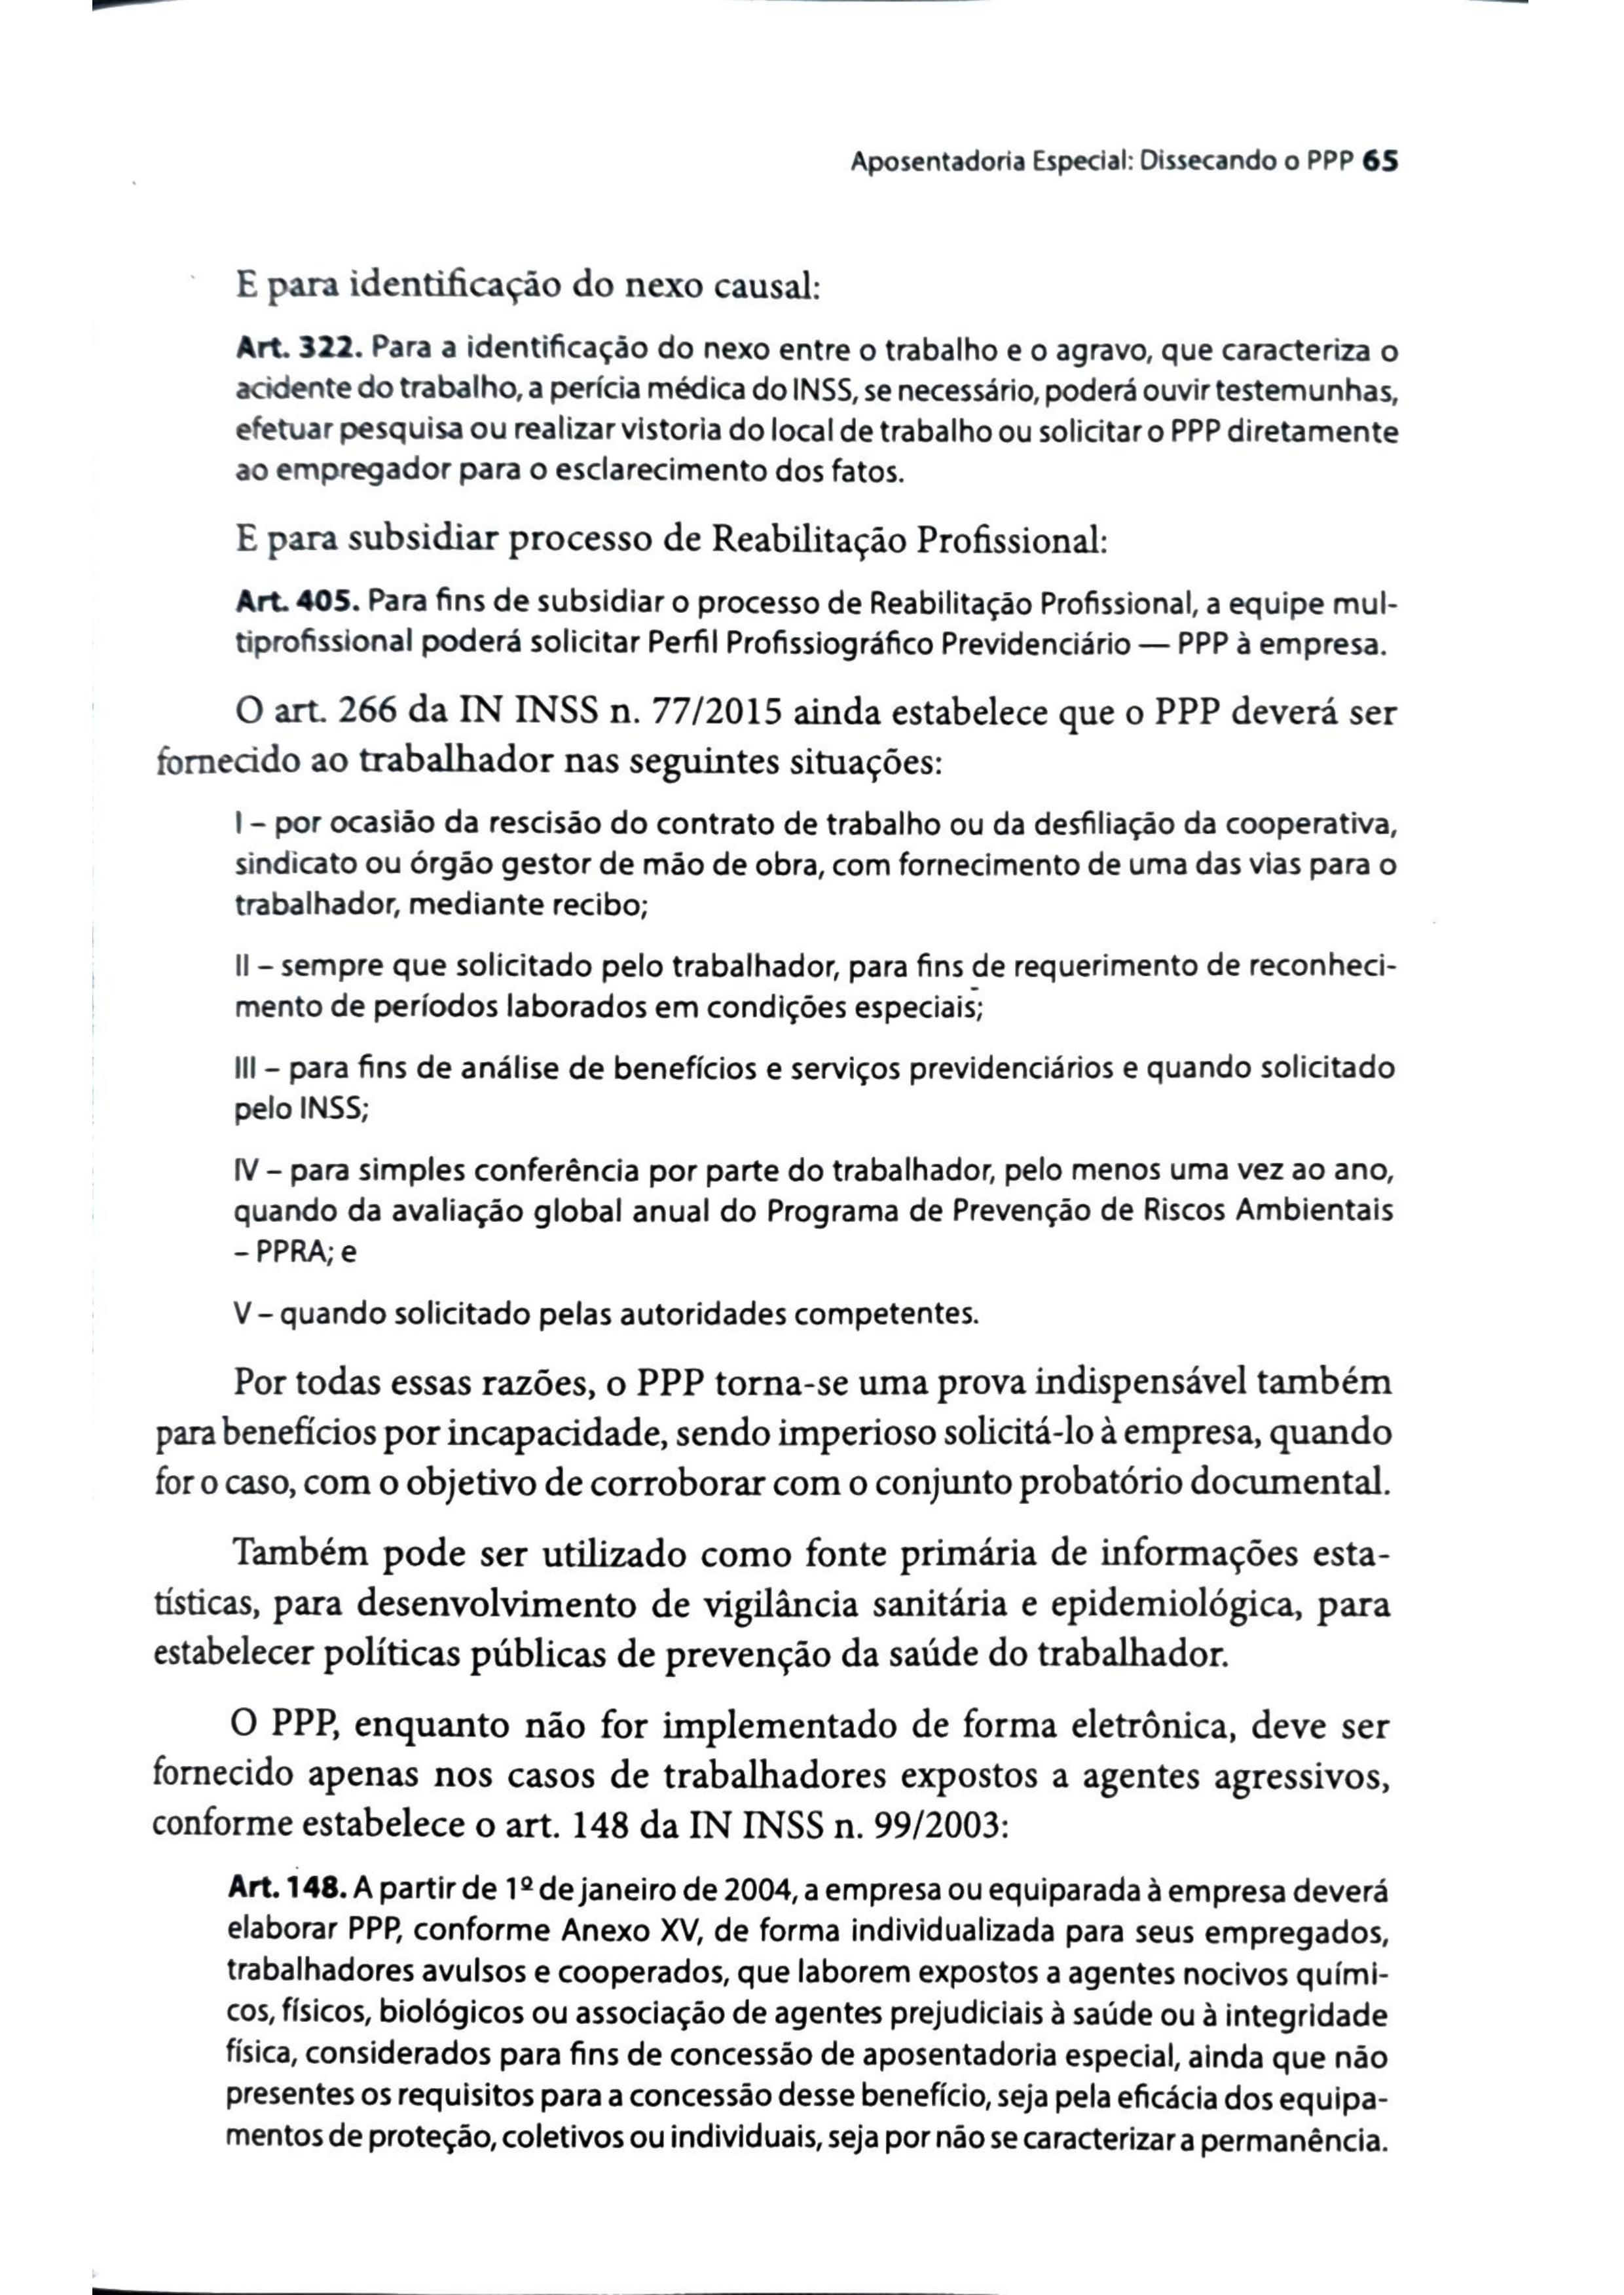 Aposentadoria Especial: Dissecando o PPP 65
E para identificação do nexo causal:
Art. 322. Para a identificação do nexo entre o trabalho e o agravo, que caracteriza o
acidente do trabalho, a perícia médica do INSS, se necessário, poderá ouvir testemunhas,
efetuar pesquisa ou realizar vistoria do local de trabalho ou solicitar o PPP diretamente
ao empregador para o esclarecimento dos fatos.
E para subsidiar processo de Reabilitação Profissional:
Art. 405. Para fins de subsidiar o processo de Reabilitação Profissional, a equipe mul-
tiprofissional poderá solicitar Perfil Profissiográfico Previdenciário — PPP à empresa.
O art. 266 da IN INSS n. 77/2015 ainda estabelece que o PPP deverá ser
fornecido ao trabalhador nas seguintes situações:
I – por ocasião da rescisão do contrato de trabalho ou da desfiliação da cooperativa,
sindicato ou órgão gestor de mão de obra, com fornecimento de uma das vias para o
trabalhador, mediante recibo;
II – sempre que solicitado pelo trabalhador, para fins de requerimento de reconheci-
mento de períodos laborados em condições especiais;
III – para fins de análise de benefícios e serviços previdenciários e quando solicitado
pelo INSS;
IV – para simples conferência por parte do trabalhador, pelo menos uma vez ao ano,
quando da avaliação global anual do Programa de Prevenção de Riscos Ambientais
– PPRA; e
V – quando solicitado pelas autoridades competentes.
Por todas essas razões, o PPP torna-se uma prova indispensável também
para benefícios por incapacidade, sendo imperioso solicitá-lo à empresa, quando
for o caso, com o objetivo de corroborar com o conjunto probatório documental.
Também pode ser utilizado como fonte primária de informações esta-
tísticas, para desenvolvimento de vigilância sanitária e epidemiológica, para
estabelecer políticas públicas de prevenção da saúde do trabalhador.
O PPP, enquanto não for implementado de forma eletrônica, deve ser
fornecido apenas nos casos de trabalhadores expostos a agentes agressivos,
conforme estabelece o art. 148 da IN INSS n. 99/2003:
Art. 148. A partir de 1º de janeiro de 2004, a empresa ou equiparada à empresa deverá
elaborar PPP, conforme Anexo XV, de forma individualizada para seus empregados,
trabalhadores avulsos e cooperados, que laborem expostos a agentes nocivos quími-
cos, físicos, biológicos ou associação de agentes prejudiciais à saúde ou à integridade
física, considerados para fins de concessão de aposentadoria especial, ainda que não
presentes os requisitos para a concessão desse benefício, seja pela eficácia dos equipa-
mentos de proteção, coletivos ou individuais, seja por não se caracterizar a permanência.